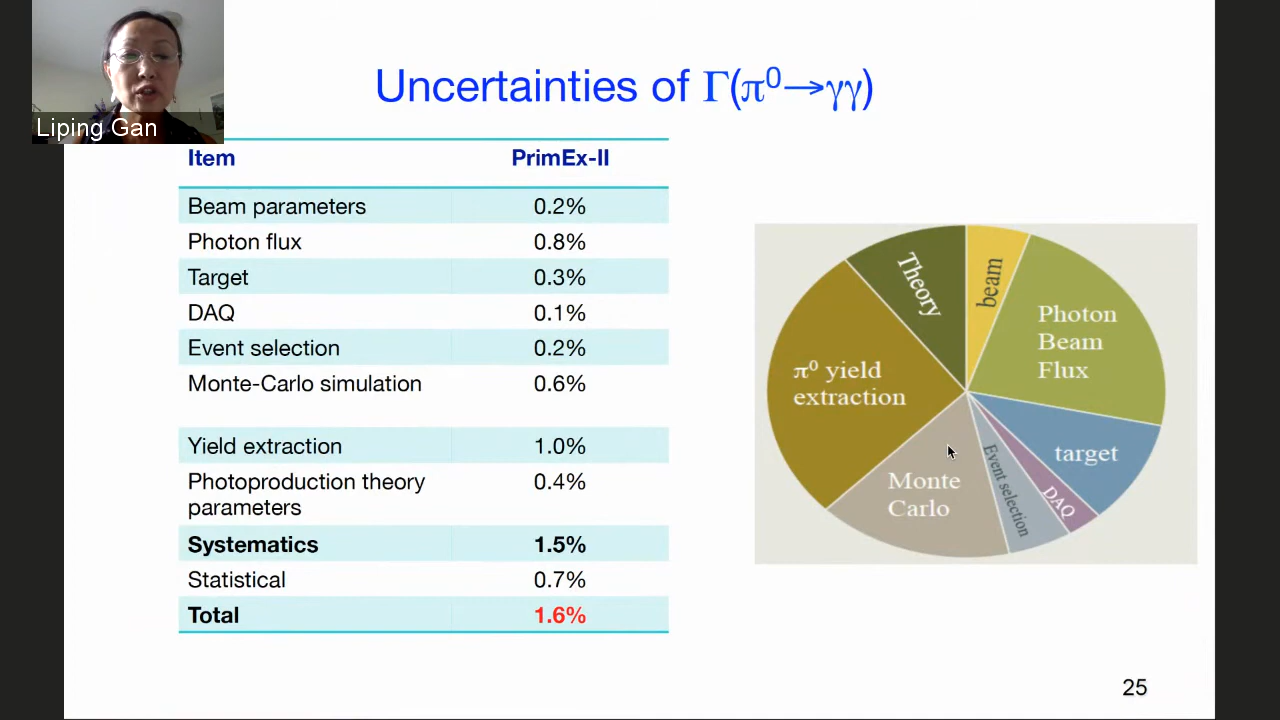 Liping Gan
Uncertainties of Γ(π⁰→γγ)
Item PrimEx-II
Beam parameters 0.2%
Photon flux 0.8%
Target 0.3%
DAQ 0.1%
Event selection 0.2%
Monte-Carlo simulation 0.6%
Yield extraction 1.0%
Photoproduction theory 0.4%
parameters
Systematics 1.5%
Statistical 0.7%
Total 1.6%
Theory
beam
Photon
Beam
Flux
π⁰ yield
extraction
target
Monte
Carlo
Event selection
DAQ
25